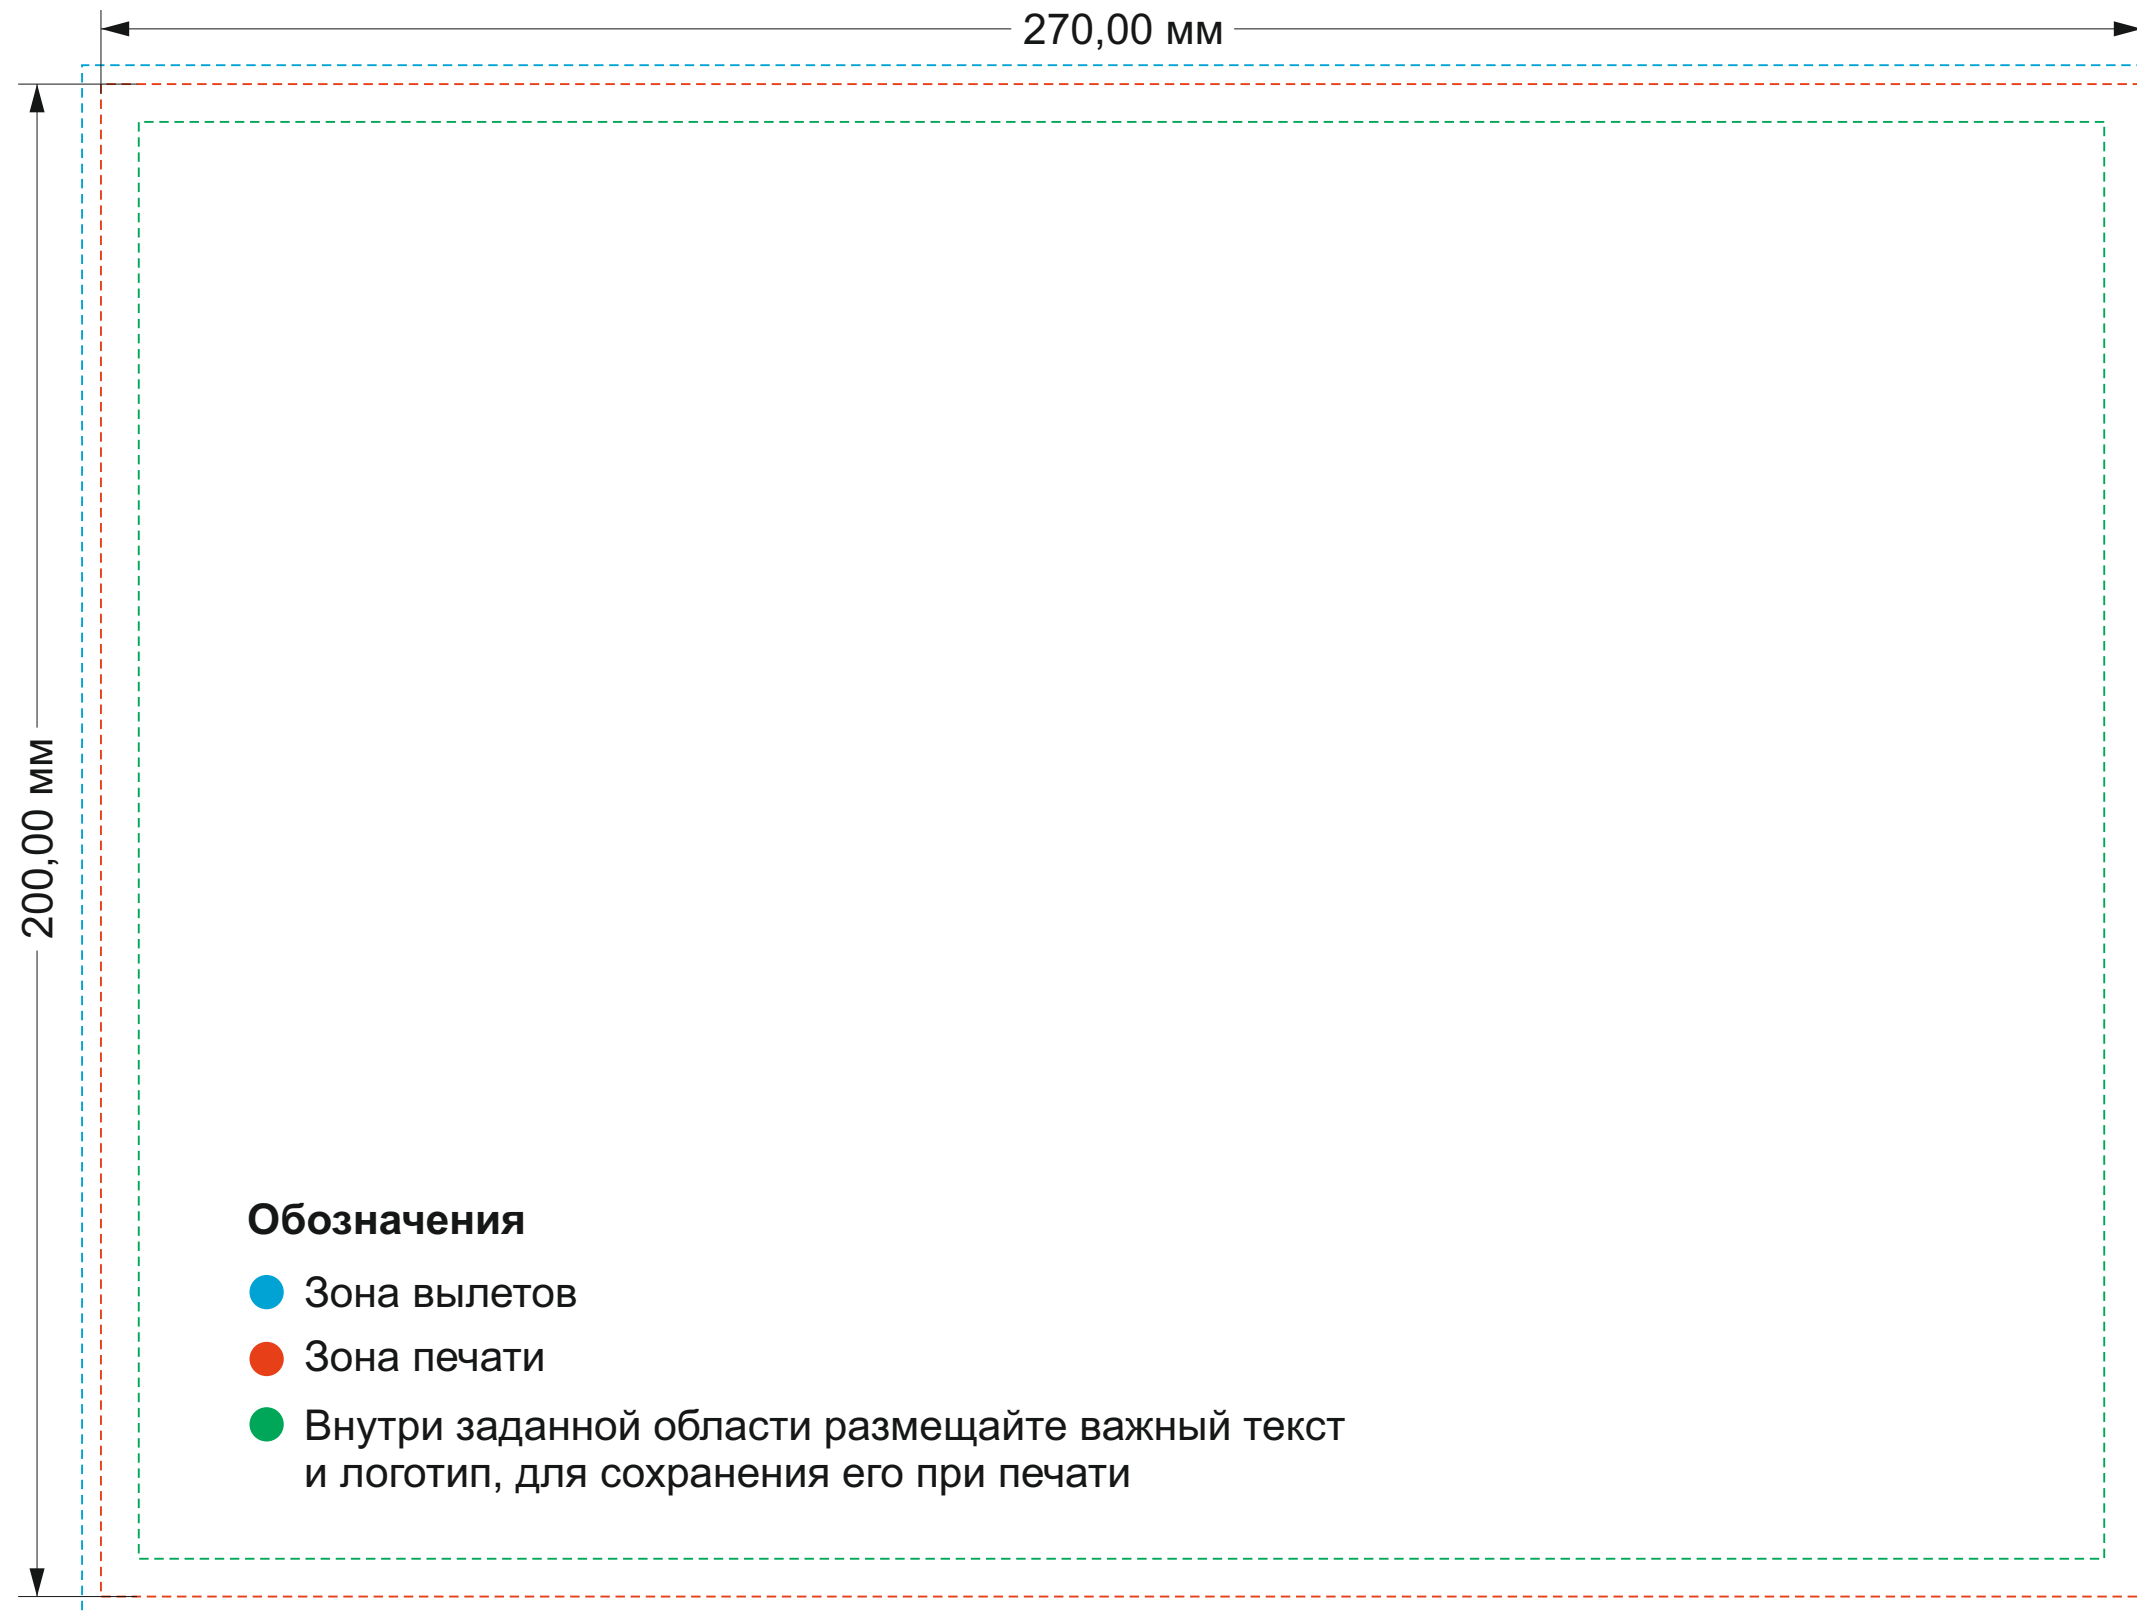 270,00 мм
200,00 мм
Обозначения
Зона вылетов
Зона печати
Внутри заданной области размещайте важный текст
и логотип, для сохранения его при печати